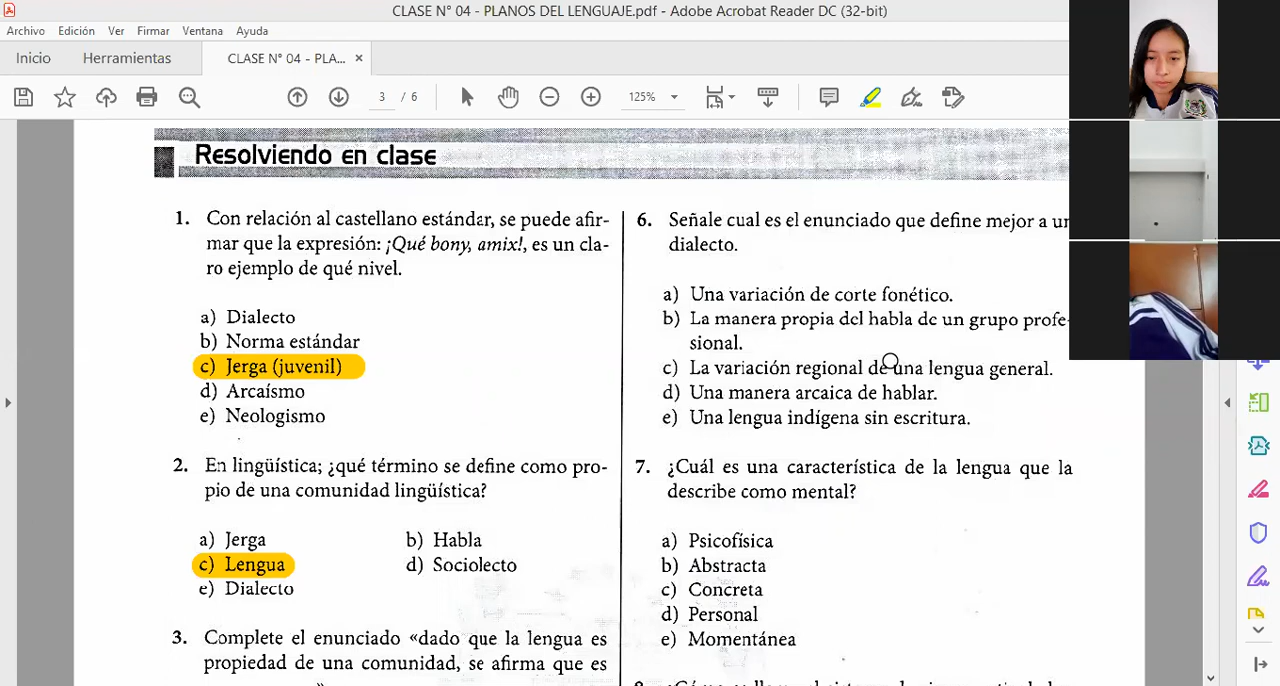 CLASE N° 04 - PLANOS DEL LENGUAJE.pdf - Adobe Acrobat Reader DC (32-bit)
Archivo Edición Ver Firmar Ventana Ayuda
Inicio Herramientas CLASE N° 04 - PLA... ×
3 / 6 125%
Resolviendo en clase
1. Con relación al castellano estándar, se puede afir-
mar que la expresión: ¡Qué bony, amix!, es un cla-
ro ejemplo de qué nivel.
a) Dialecto
b) Norma estándar
c) Jerga (juvenil)
d) Arcaísmo
e) Neologismo
2. En lingüística; ¿qué término se define como pro-
pio de una comunidad lingüística?
a) Jerga b) Habla
c) Lengua d) Sociolecto
e) Dialecto
3. Complete el enunciado «dado que la lengua es
propiedad de una comunidad, se afirma que es
6. Señale cual es el enunciado que define mejor a un
dialecto.
a) Una variación de corte fonético.
b) La manera propia del habla de un grupo profe-
sional.
c) La variación regional de una lengua general.
d) Una manera arcaica de hablar.
e) Una lengua indígena sin escritura.
7. ¿Cuál es una característica de la lengua que la
describe como mental?
a) Psicofísica
b) Abstracta
c) Concreta
d) Personal
e) Momentánea